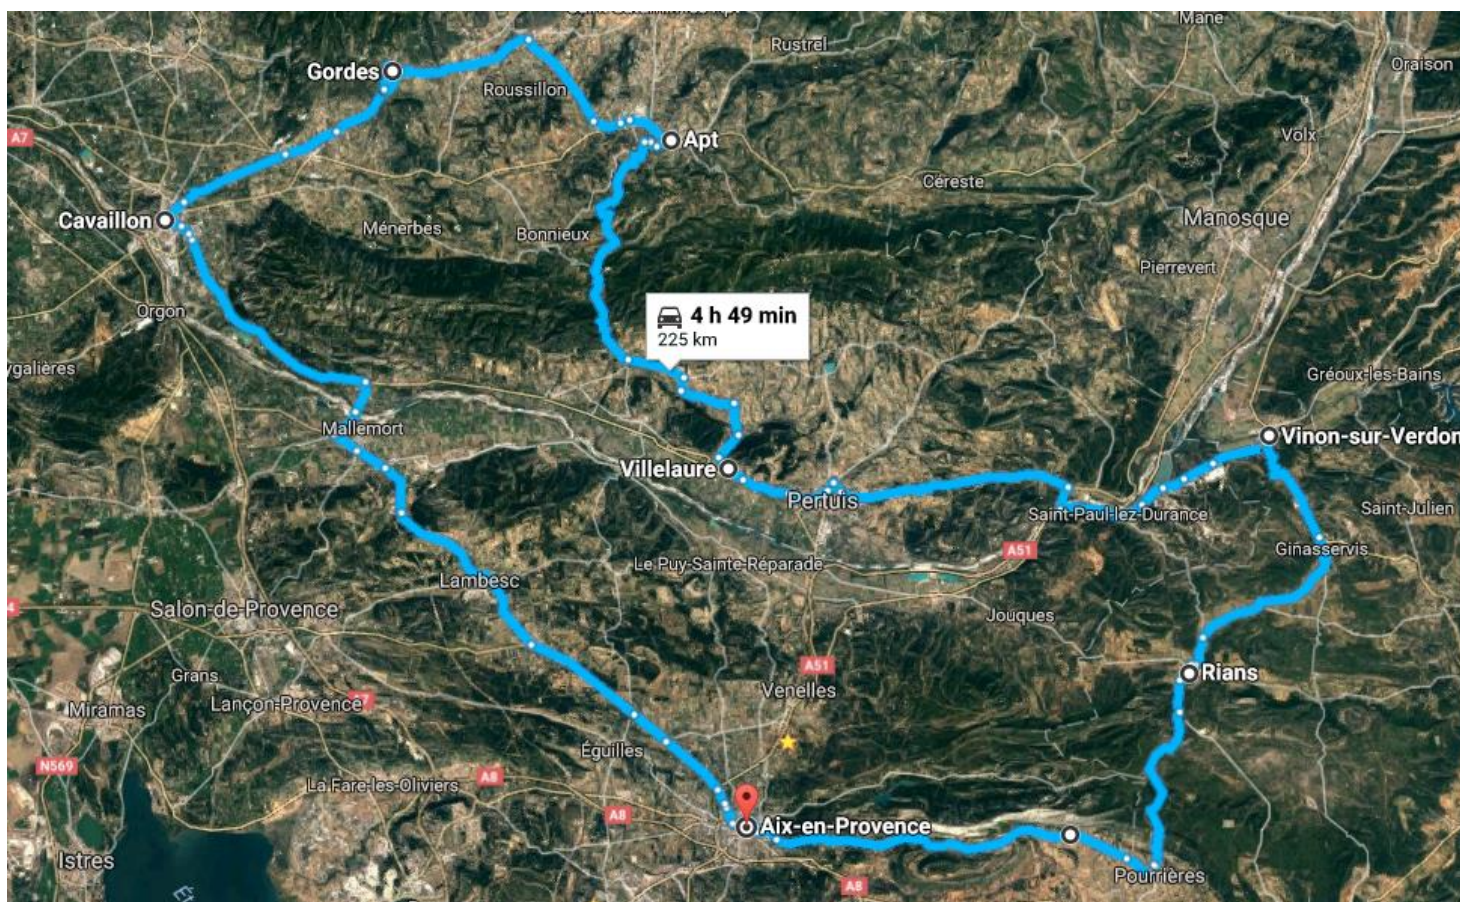 Mane
Rustrel
Gordes
Oraison
Roussillon
A7
Apt
Volx
Céreste
Cavaillon
Ménerbes
Bonnieux
Manosque
Pierrevert
Orgon
4 h 49 min
225 km
ygalières
Gréoux-les-Bains
Mallemort
Vinon-sur-Verdon
Villelaure
Pertuis
Saint-Paul-lez-Durance
Saint-Julien
A51
Ginasservis
Le Puy-Sainte-Réparade
Lambesc
4
Salon-de-Provence
Jouques
A51
Rians
Grans
Venelles
Lançon-Provence
7
Miramas
Éguilles
N569
A8
La Fare-les-Oliviers
A8
Aix-en-Provence
Istres
Pourrières
A8